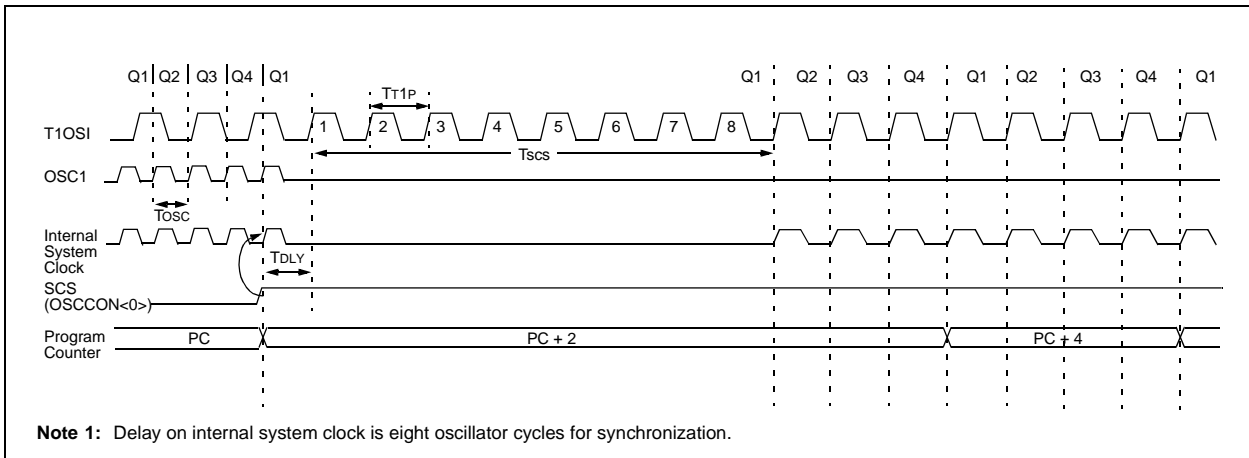 Q1 Q2 Q3 Q4 Q1 Q1 Q2 Q3 Q4 Q1 Q2 Q3 Q4 Q1
TT1P
T1OSI
1 2 3 4 5 6 7 8
TSCS
OSC1
TOSC
Internal
System
Clock
TDLY
SCS
(OSCCON<0>)
Program
Counter
PC PC + 2 PC + 4
Note 1: Delay on internal system clock is eight oscillator cycles for synchronization.